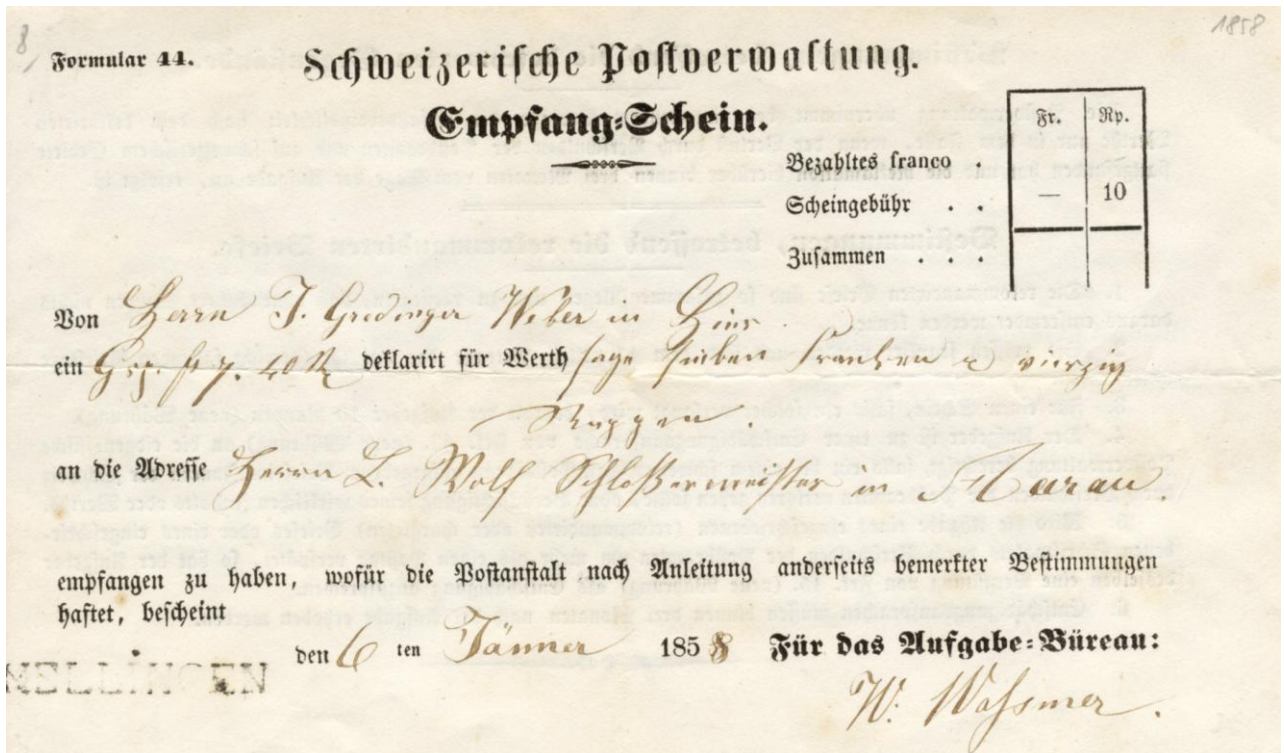 8
1858
Formular 44.
Schweizerische Postverwaltung.
Empfang-Schein.
Fr. Rp.
Bezahltes franco .
Scheingebühr . . — 10
Zusammen . . .
Von Herrn J. Gredinger Weber in
ein deklarirt für Werth sage sieben Franken & vierzig
Rappen.
an die Adresse Herrn L. Wolf Schloßermeister in Aarau
empfangen zu haben, wofür die Postanstalt nach Anleitung anderseits bemerkter Bestimmungen
haftet, bescheint
den 6 ten Jänner 1858 Für das Aufgabe-Büreau:
MELLINGEN
W. Waßmer.